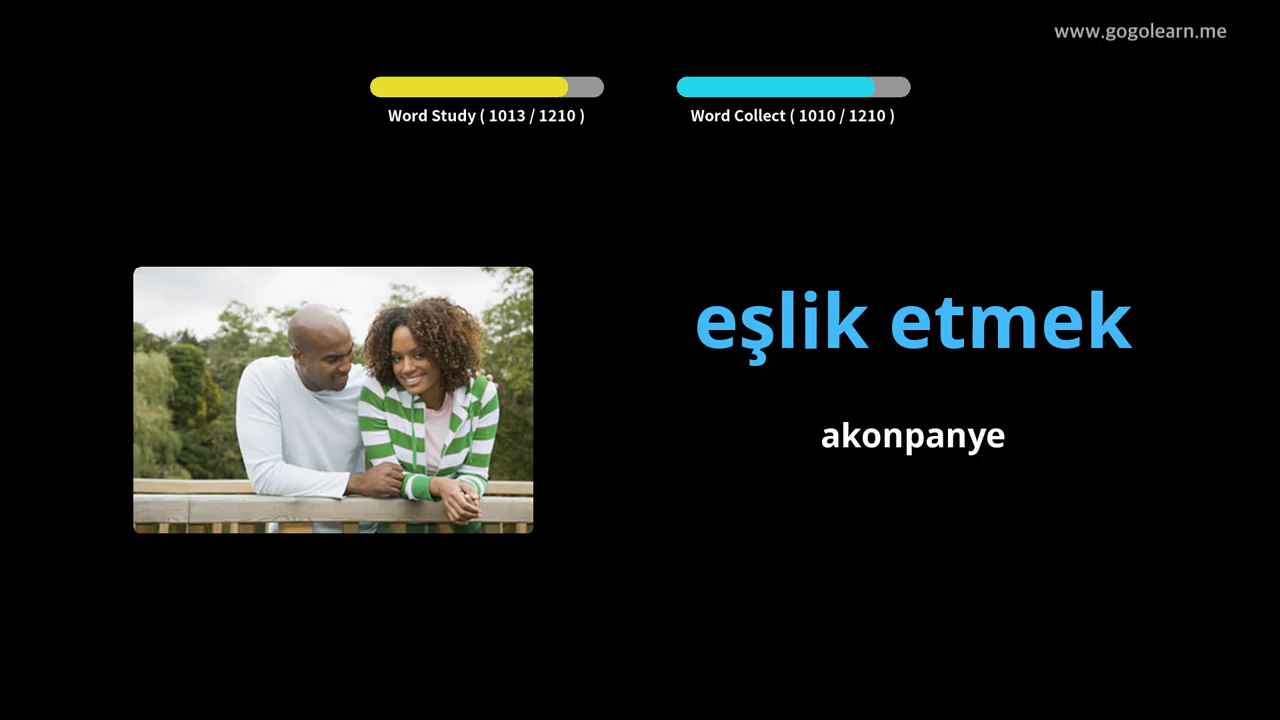 www.gogolearn.me
Word Study ( 1013 / 1210 )
Word Collect ( 1010 / 1210 )
eşlik etmek
akonpanye